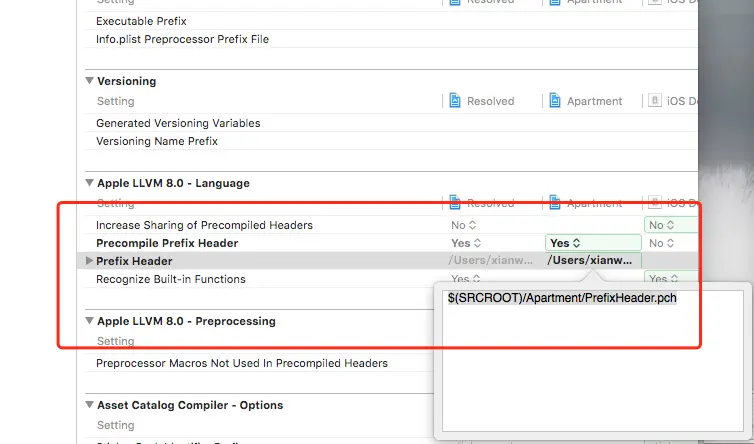 Setting Resolved Apartment iOS De
Executable Prefix
Info.plist Preprocessor Prefix File
Versioning
Setting Resolved Apartment iOS De
Generated Versioning Variables
Versioning Name Prefix
Apple LLVM 8.0 - Language
Setting Resolved Apartment iOS De
Increase Sharing of Precompiled Headers No No
Precompile Prefix Header Yes Yes No
Prefix Header /Users/xianw... /Users/xianw...
Recognize Built-in Functions Yes Yes
$(SRCROOT)/Apartment/PrefixHeader.pch
Apple LLVM 8.0 - Preprocessing
Setting
Preprocessor Macros Not Used In Precompiled Headers
Asset Catalog Compiler - Options
Setting